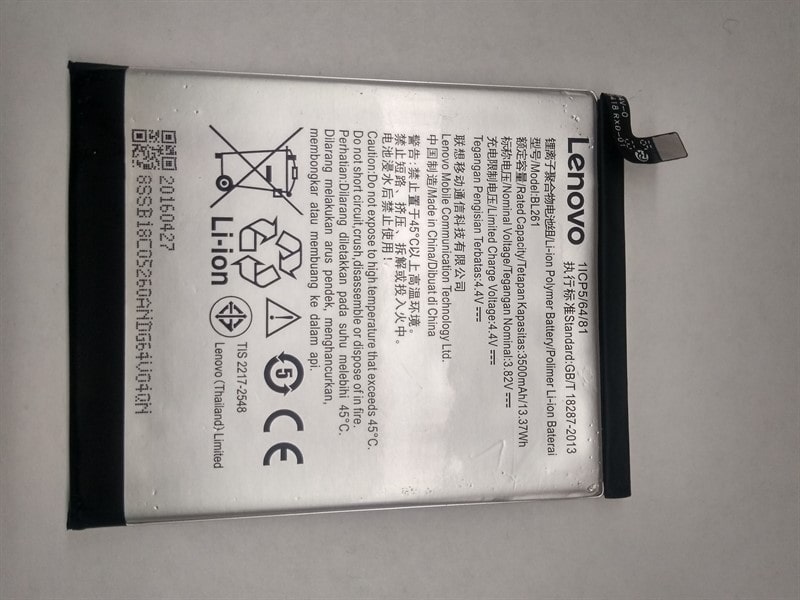 Lenovo
1ICP5/64/81
锂离子聚合物电池组/Li-ion Polymer Battery/Polimer Li-ion Baterai
型号/Model:BL261
执行标准Standard:GB/T 18287-2013
额定容量/Rated Capacity/Tetapan Kapasitas:3500mAh/13.37Wh
标称电压/Nominal Voltage/Tegangan Nominal:3.82V
充电限制电压/Limited Charge Voltage:4.4V
Tegangan Pengisian Terbatas:4.4V
联想移动通信科技有限公司
Lenovo Mobile Communication Technology Ltd.
中国制造/Made in China/Dibuat di China
警告:禁止置于45°C以上高温环境。
禁止短路、挤压、拆解或投入火中。
电池浸水后禁止使用!
Caution:Do not expose to high temperature that exceeds 45°C.
Do not short circuit,crush,disassemble or dispose of in fire.
Perhatian:Dilarang diletakkan pada suhu melebihi 45°C.
Dilarang melakukan arus pendek, menghancurkan,
membongkar atau membuang ke dalam api.
5
CE
Li-ion
TIS 2217-2548
Lenovo (Thailand) Limited
20160427
8SSB18C05260ANDG64U040N